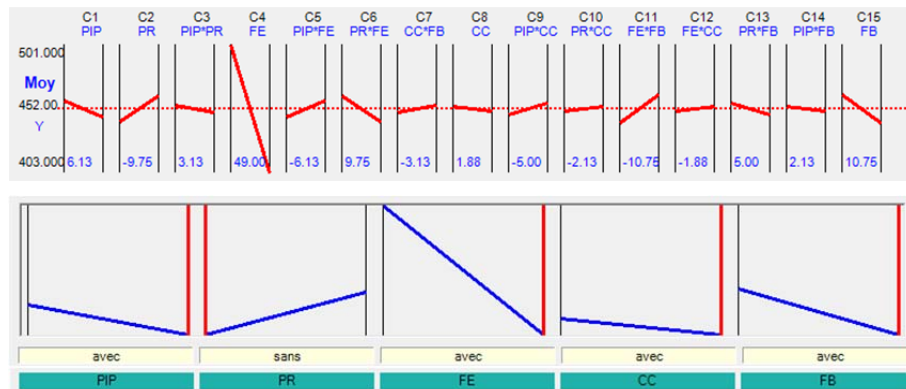 C1 C2 C3 C4 C5 C6 C7 C8 C9 C10 C11 C12 C13 C14 C15
PIP PR PIP*PR FE PIP*FE PR*FE CC*FB CC PIP*CC PR*CC FE*FB FE*CC PR*FB PIP*FB FB
501.000
Moy
452.00.
Y
403.000 6.13 -9.75 3.13 49.00 -6.13 9.75 -3.13 1.88 -5.00 -2.13 -10.75 -1.88 5.00 2.13 10.75
avec sans avec avec avec
PIP PR FE CC FB